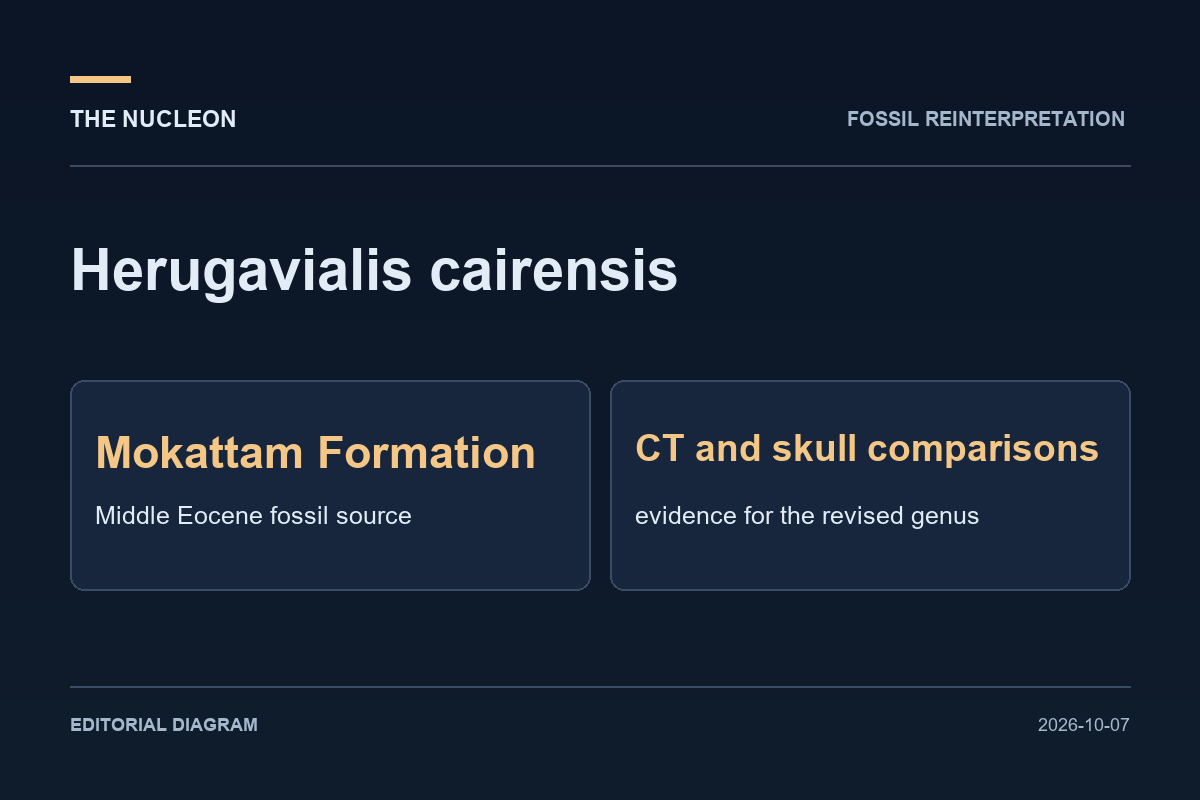 THE NUCLEON
FOSSIL REINTERPRETATION
Herugavialis cairensis
Mokattam Formation
Middle Eocene fossil source
CT and skull comparisons
evidence for the revised genus
EDITORIAL DIAGRAM
2026-10-07